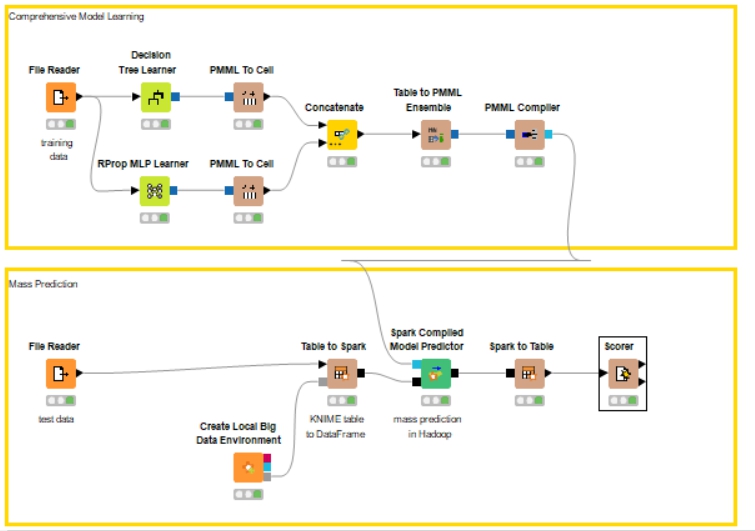 Comprehensive Model Learning
Decision
File Reader
Tree Learner
PMML To Cell
Table to PMML
Concatenate
Ensemble
PMML Compiler
training
data
RProp MLP Learner
PMML To Cell
Mass Prediction
Spark Compiled
File Reader
Table to Spark
Model Predictor
Spark to Table
Scorer
test data
KNIME table
to DataFrame
mass prediction
in Hadoop
Create Local Big
Data Environment